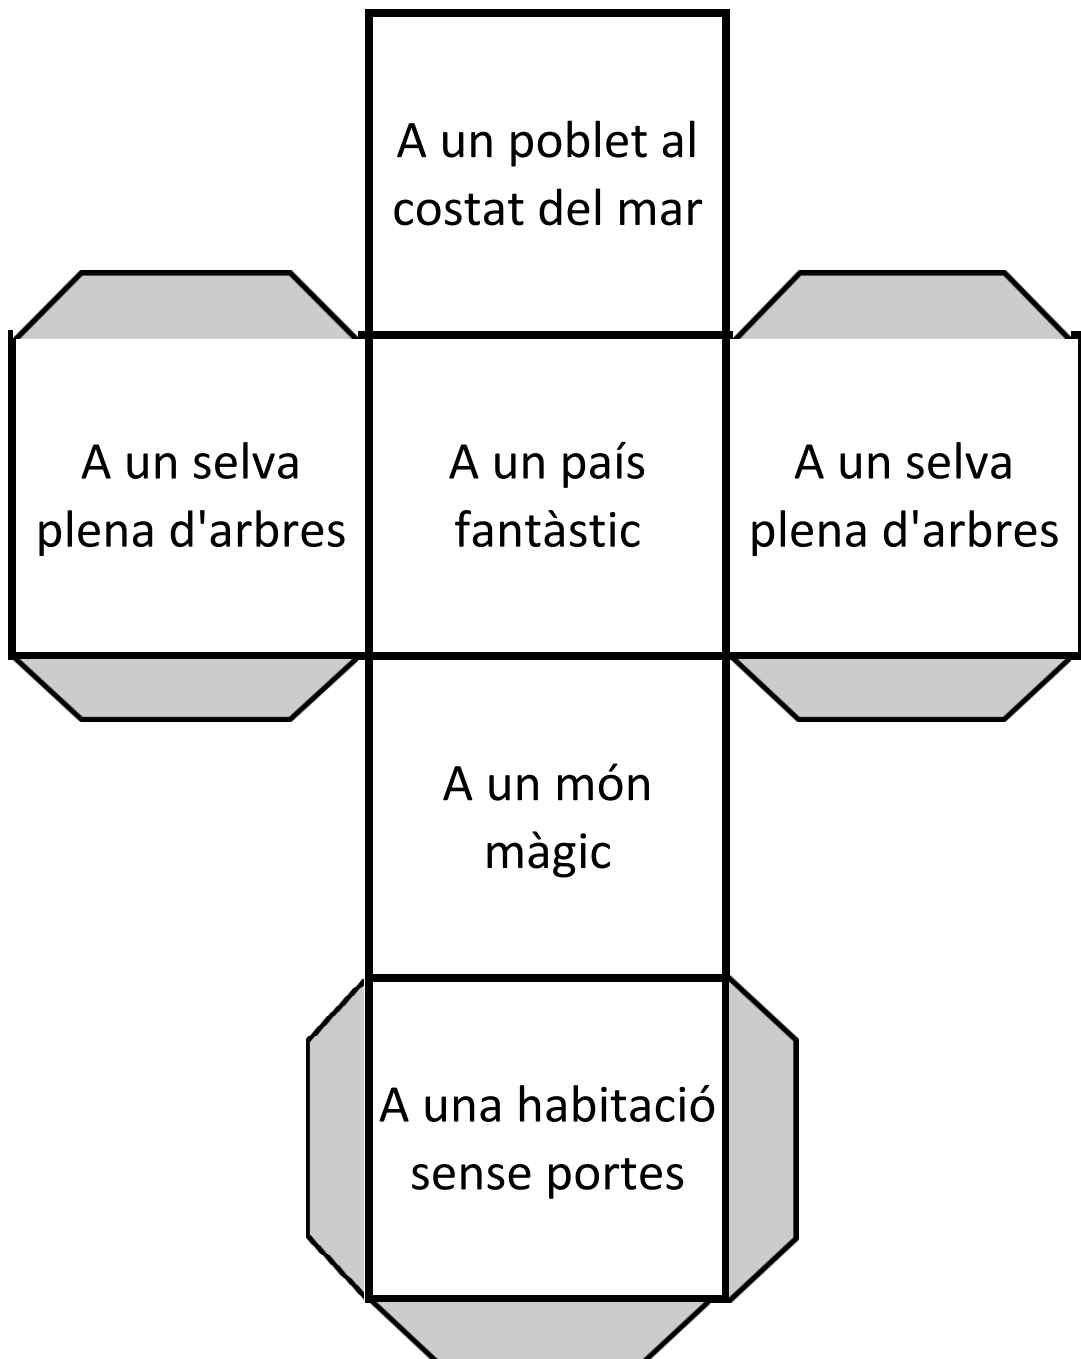 A un poblet al
costat del mar
A un selva
plena d'arbres
A un país
fantàstic
A un selva
plena d'arbres
A un món
màgic
A una habitació
sense portes